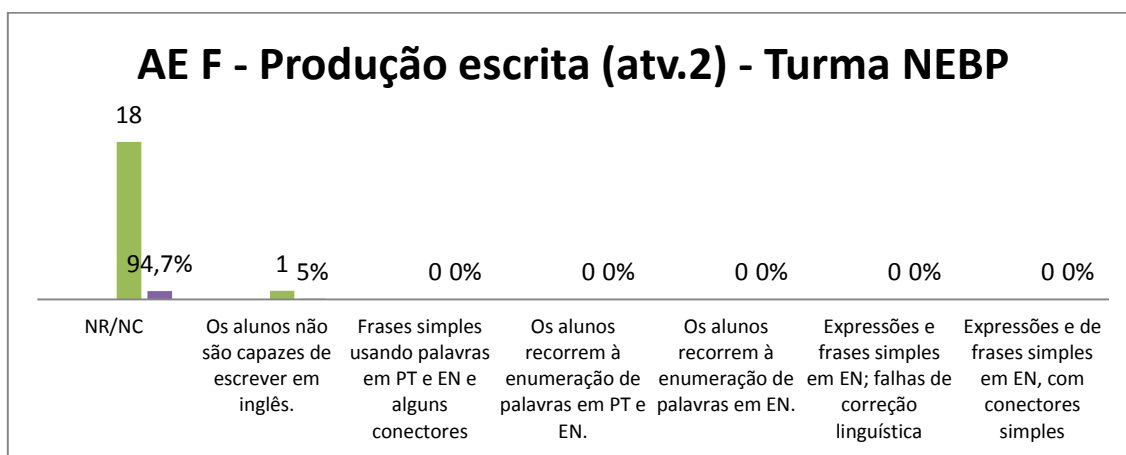 AE F - Produção escrita (atv.2) - Turma NEBP
18
94,7%
1
5%
0 0%
0 0%
0 0%
0 0%
0 0%
NR/NC
Os alunos não
são capazes de
escrever em
inglês.
Frases simples
usando palavras
em PT e EN e
alguns
conectores
Os alunos
recorrem à
enumeração de
palavras em PT e
EN.
Os alunos
recorrem à
enumeração de
palavras em EN.
Expressões e
frases simples
em EN; falhas de
correção
linguística
Expressões e de
frases simples
em EN, com
conectores
simples